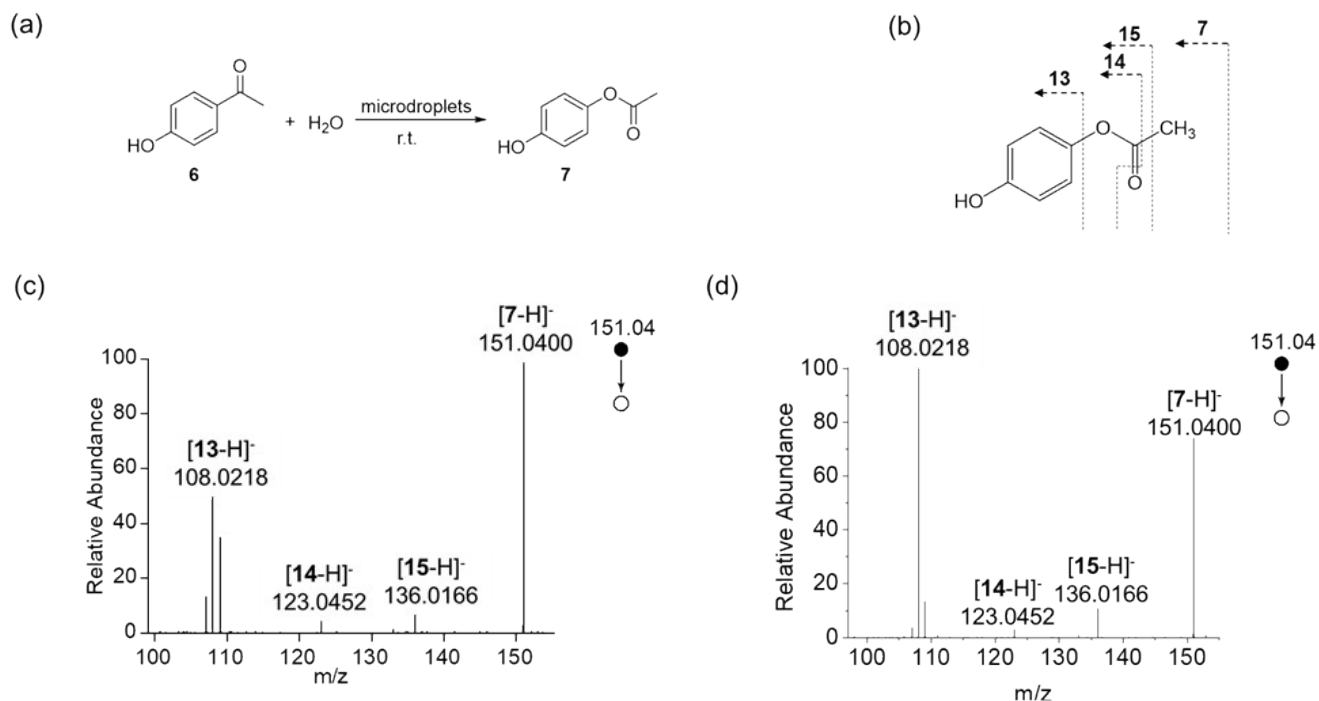 (a)
O
HO
6
+ H₂O
microdroplets
r.t.
O
O
HO
7
(b)
15
7
14
13
O
CH₃
O
HO
(c)
[7-H]⁻
151.0400
151.04
[13-H]⁻
108.0218
[14-H]⁻
123.0452
[15-H]⁻
136.0166
Relative Abundance
100
80
60
40
20
0
100 110 120 130 140 150
m/z
(d)
[13-H]⁻
108.0218
151.04
[7-H]⁻
151.0400
[15-H]⁻
136.0166
[14-H]⁻
123.0452
Relative Abundance
100
80
60
40
20
0
100 110 120 130 140 150
m/z